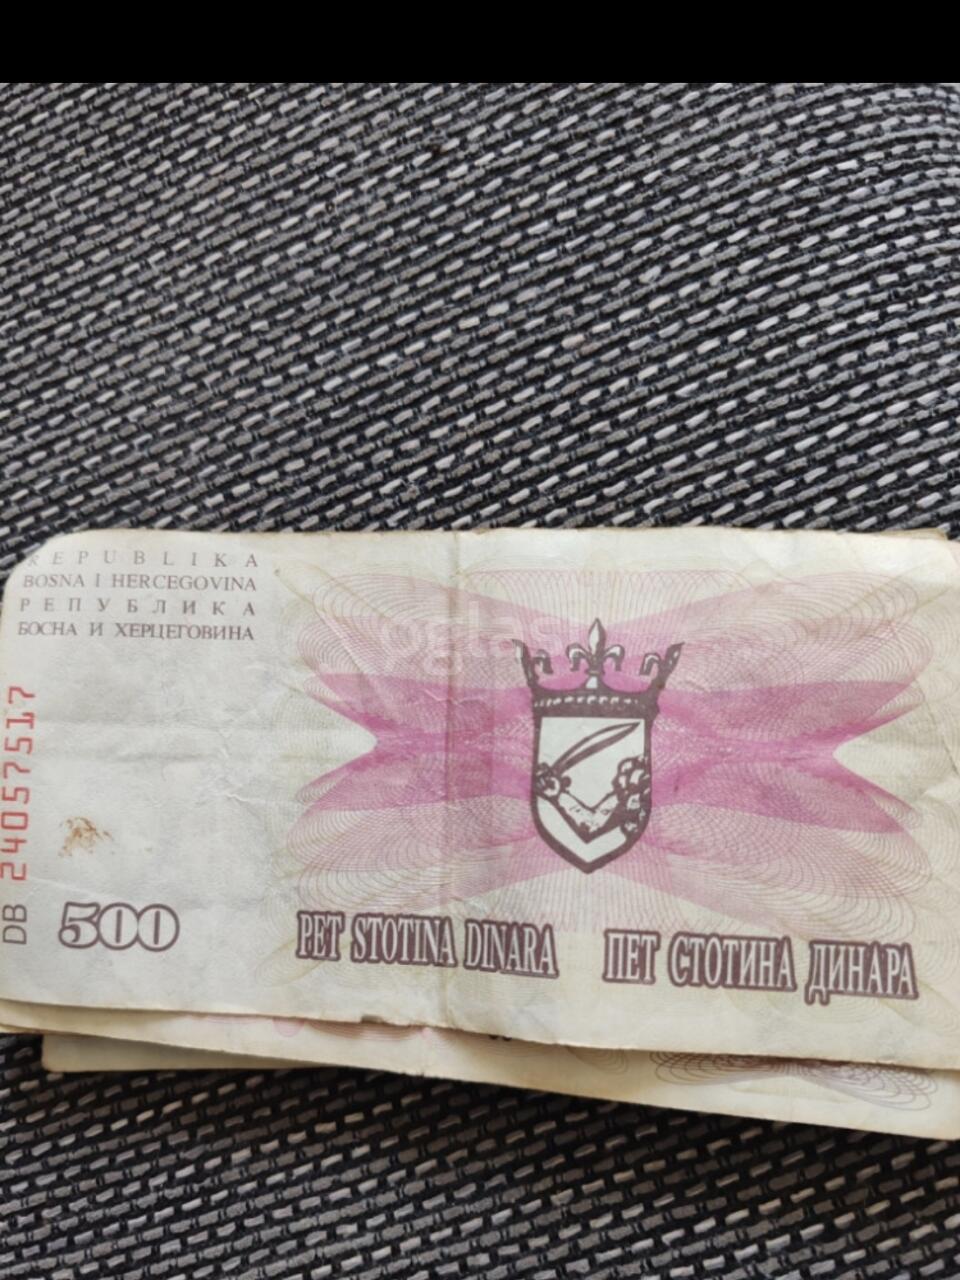 REPUBLIKA
BOSNA I HERCEGOVINA
РЕПУБЛИКА
БОСНА И ХЕРЦЕГОВИНА
DB 24057517
500
PET STOTINA DINARA
ПЕТ СТОТИНА ДИНАРА